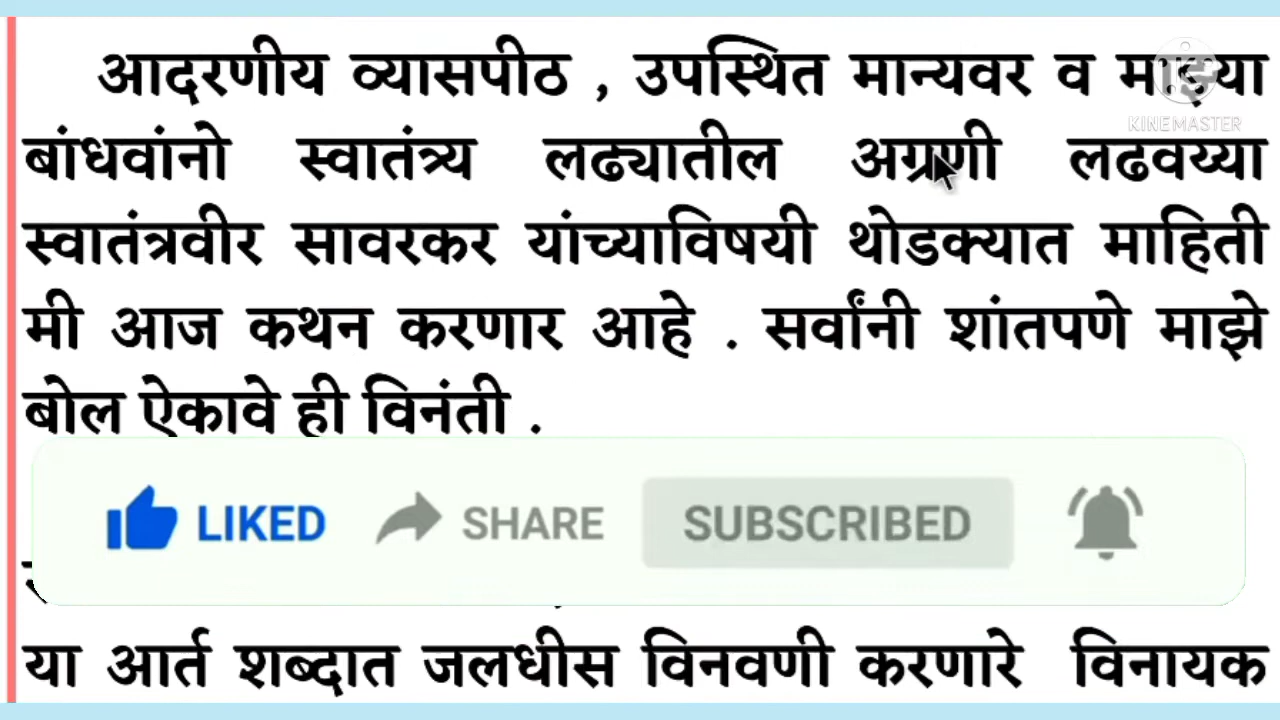 आदरणीय व्यासपीठ , उपस्थित मान्यवर व माझ्या
KINEMASTER
बांधवांनो स्वातंत्र्य लढ्यातील अग्रणी लढवय्या
स्वातंत्रवीर सावरकर यांच्याविषयी थोडक्यात माहिती
मी आज कथन करणार आहे . सर्वांनी शांतपणे माझे
बोल ऐकावे ही विनंती .
LIKED SHARE SUBSCRIBED
या आर्त शब्दात जलधीस विनवणी करणारे विनायक